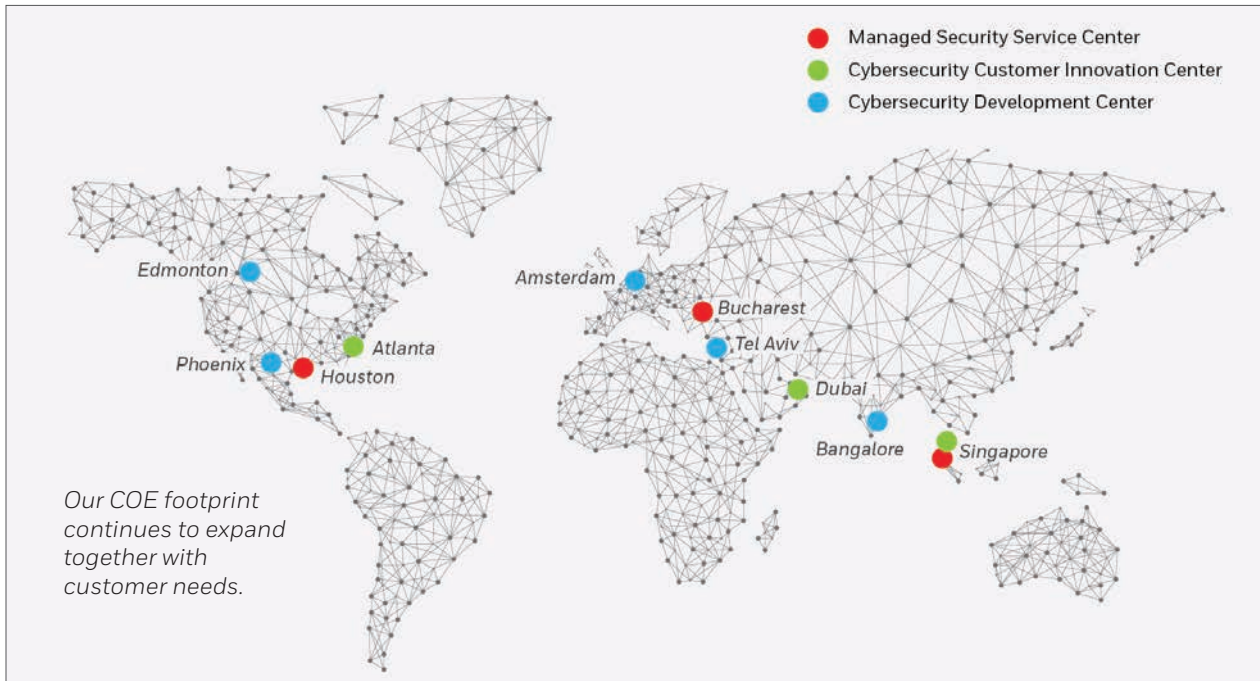 Managed Security Service Center
Cybersecurity Customer Innovation Center
Cybersecurity Development Center
Edmonton
Amsterdam
Bucharest
Tel Aviv
Atlanta
Phoenix
Houston
Dubai
Bangalore
Singapore
Our COE footprint
continues to expand
together with
customer needs.